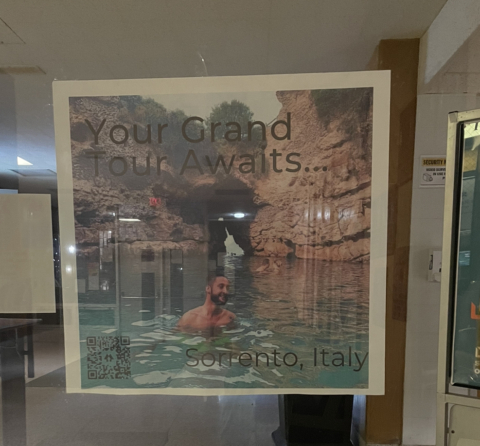 Your Grand
Tour Awaits...
Sorrento, Italy